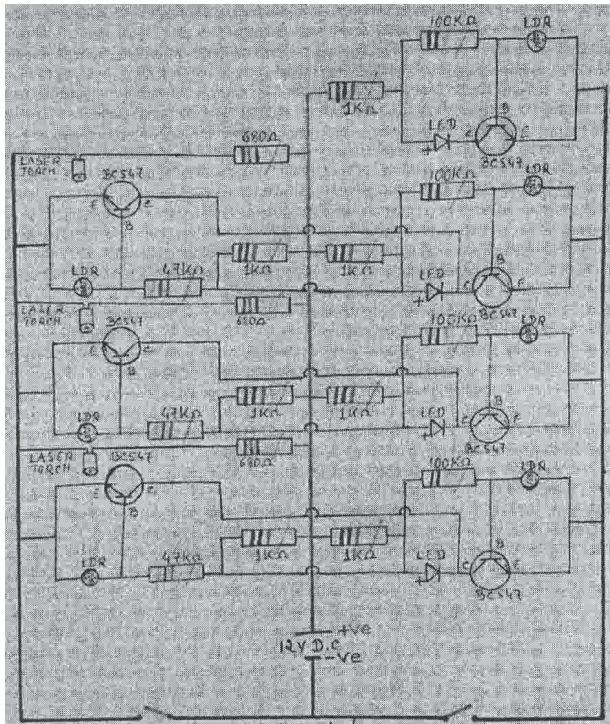 100KΩ
LDR
1KΩ
LED
+
C
B
E
BC547
680Ω
LASER
TORCH
BC547
E
C
B
100KΩ
LDR
LDR
47KΩ
1KΩ
1KΩ
LED
+
C
B
E
BC547
LASER
TORCH
680Ω
BC547
E
C
B
100KΩ
LDR
LDR
47KΩ
1KΩ
1KΩ
LED
+
C
B
E
BC547
LASER
TORCH
680Ω
BC547
E
C
B
100KΩ
LDR
LDR
47KΩ
1KΩ
1KΩ
LED
+
C
B
E
BC547
+ve
12V D.C
-ve